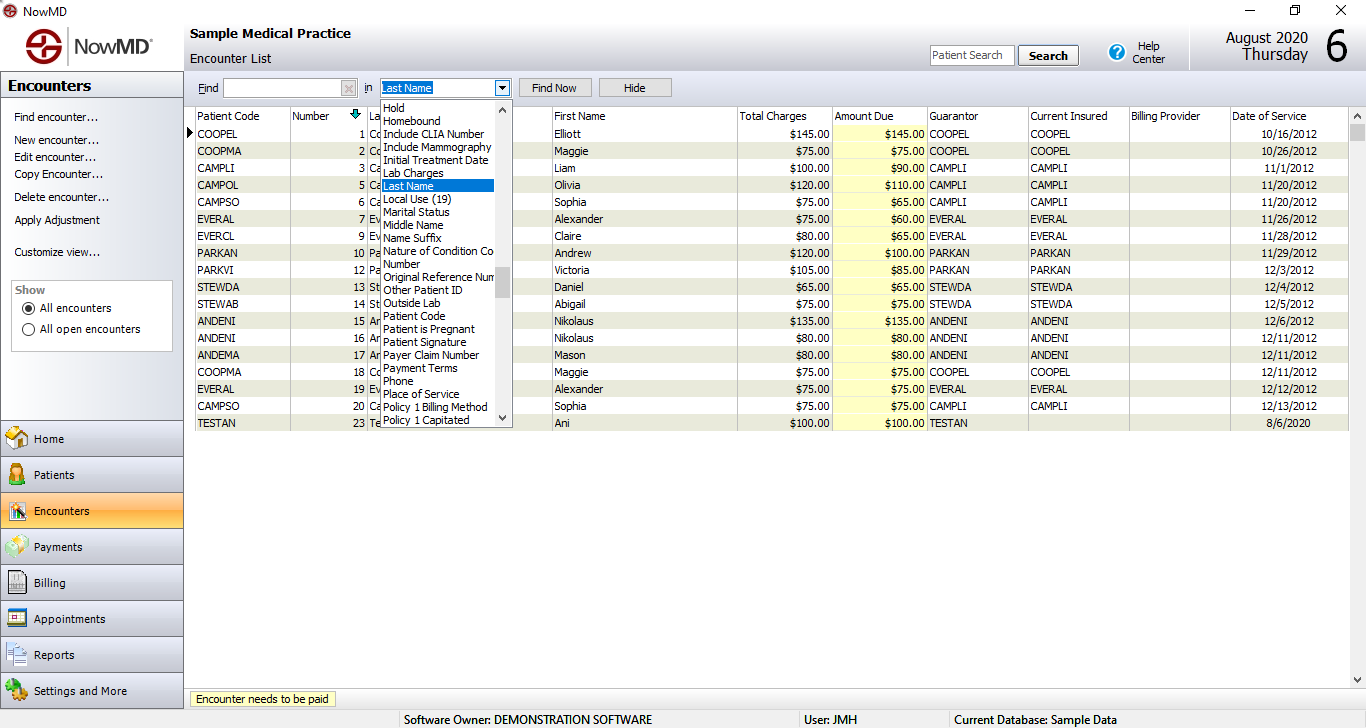 NowMD
NowMD®
Sample Medical Practice
Encounter List
Patient Search
Search
? Help Center
August 2020
Thursday
6
Encounters
Find encounter...
New encounter...
Edit encounter...
Copy Encounter...
Delete encounter...
Apply Adjustment
Customize view...
Show
All encounters
All open encounters
Home
Patients
Encounters
Payments
Billing
Appointments
Reports
Settings and More
Find in Last Name Find Now Hide
Hold
Homebound
Include CLIA Number
Include Mammography
Initial Treatment Date
Lab Charges
Last Name
Local Use (19)
Marital Status
Middle Name
Name Suffix
Nature of Condition Co
Number
Original Reference Num
Other Patient ID
Outside Lab
Patient Code
Patient is Pregnant
Patient Signature
Payer Claim Number
Payment Terms
Phone
Place of Service
Policy 1 Billing Method
Policy 1 Capitated
Patient Code Number La First Name Total Charges Amount Due Guarantor Current Insured Billing Provider Date of Service
COOPEL 1 Co Elliott $145.00 $145.00 COOPEL COOPEL 10/16/2012
COOPMA 2 Co Maggie $75.00 $75.00 COOPEL COOPEL 10/26/2012
CAMPLI 3 Ca Liam $100.00 $90.00 CAMPLI CAMPLI 11/1/2012
CAMPOL 5 Ca Olivia $120.00 $110.00 CAMPLI CAMPLI 11/20/2012
CAMPSO 6 Ca Sophia $75.00 $65.00 CAMPLI CAMPLI 11/20/2012
EVERAL 7 Ev Alexander $75.00 $60.00 EVERAL EVERAL 11/26/2012
EVERCL 9 Ev Claire $80.00 $65.00 EVERAL EVERAL 11/28/2012
PARKAN 10 Pa Andrew $120.00 $100.00 PARKAN PARKAN 11/29/2012
PARKVI 12 Pa Victoria $105.00 $85.00 PARKAN PARKAN 12/3/2012
STEWDA 13 St Daniel $65.00 $65.00 STEWDA STEWDA 12/4/2012
STEWAB 14 St Abigail $75.00 $75.00 STEWDA STEWDA 12/5/2012
ANDENI 15 Ar Nikolaus $135.00 $135.00 ANDENI ANDENI 12/6/2012
ANDENI 16 Ar Nikolaus $80.00 $80.00 ANDENI ANDENI 12/11/2012
ANDEMA 17 Ar Mason $80.00 $80.00 ANDENI ANDENI 12/11/2012
COOPMA 18 Co Maggie $75.00 $75.00 COOPEL COOPEL 12/11/2012
EVERAL 19 Ev Alexander $75.00 $75.00 EVERAL EVERAL 12/12/2012
CAMPSO 20 Ca Sophia $75.00 $75.00 CAMPLI CAMPLI 12/13/2012
TESTAN 23 Te Ani $100.00 $100.00 TESTAN 8/6/2020
Encounter needs to be paid
Software Owner: DEMONSTRATION SOFTWARE User: JMH Current Database: Sample Data